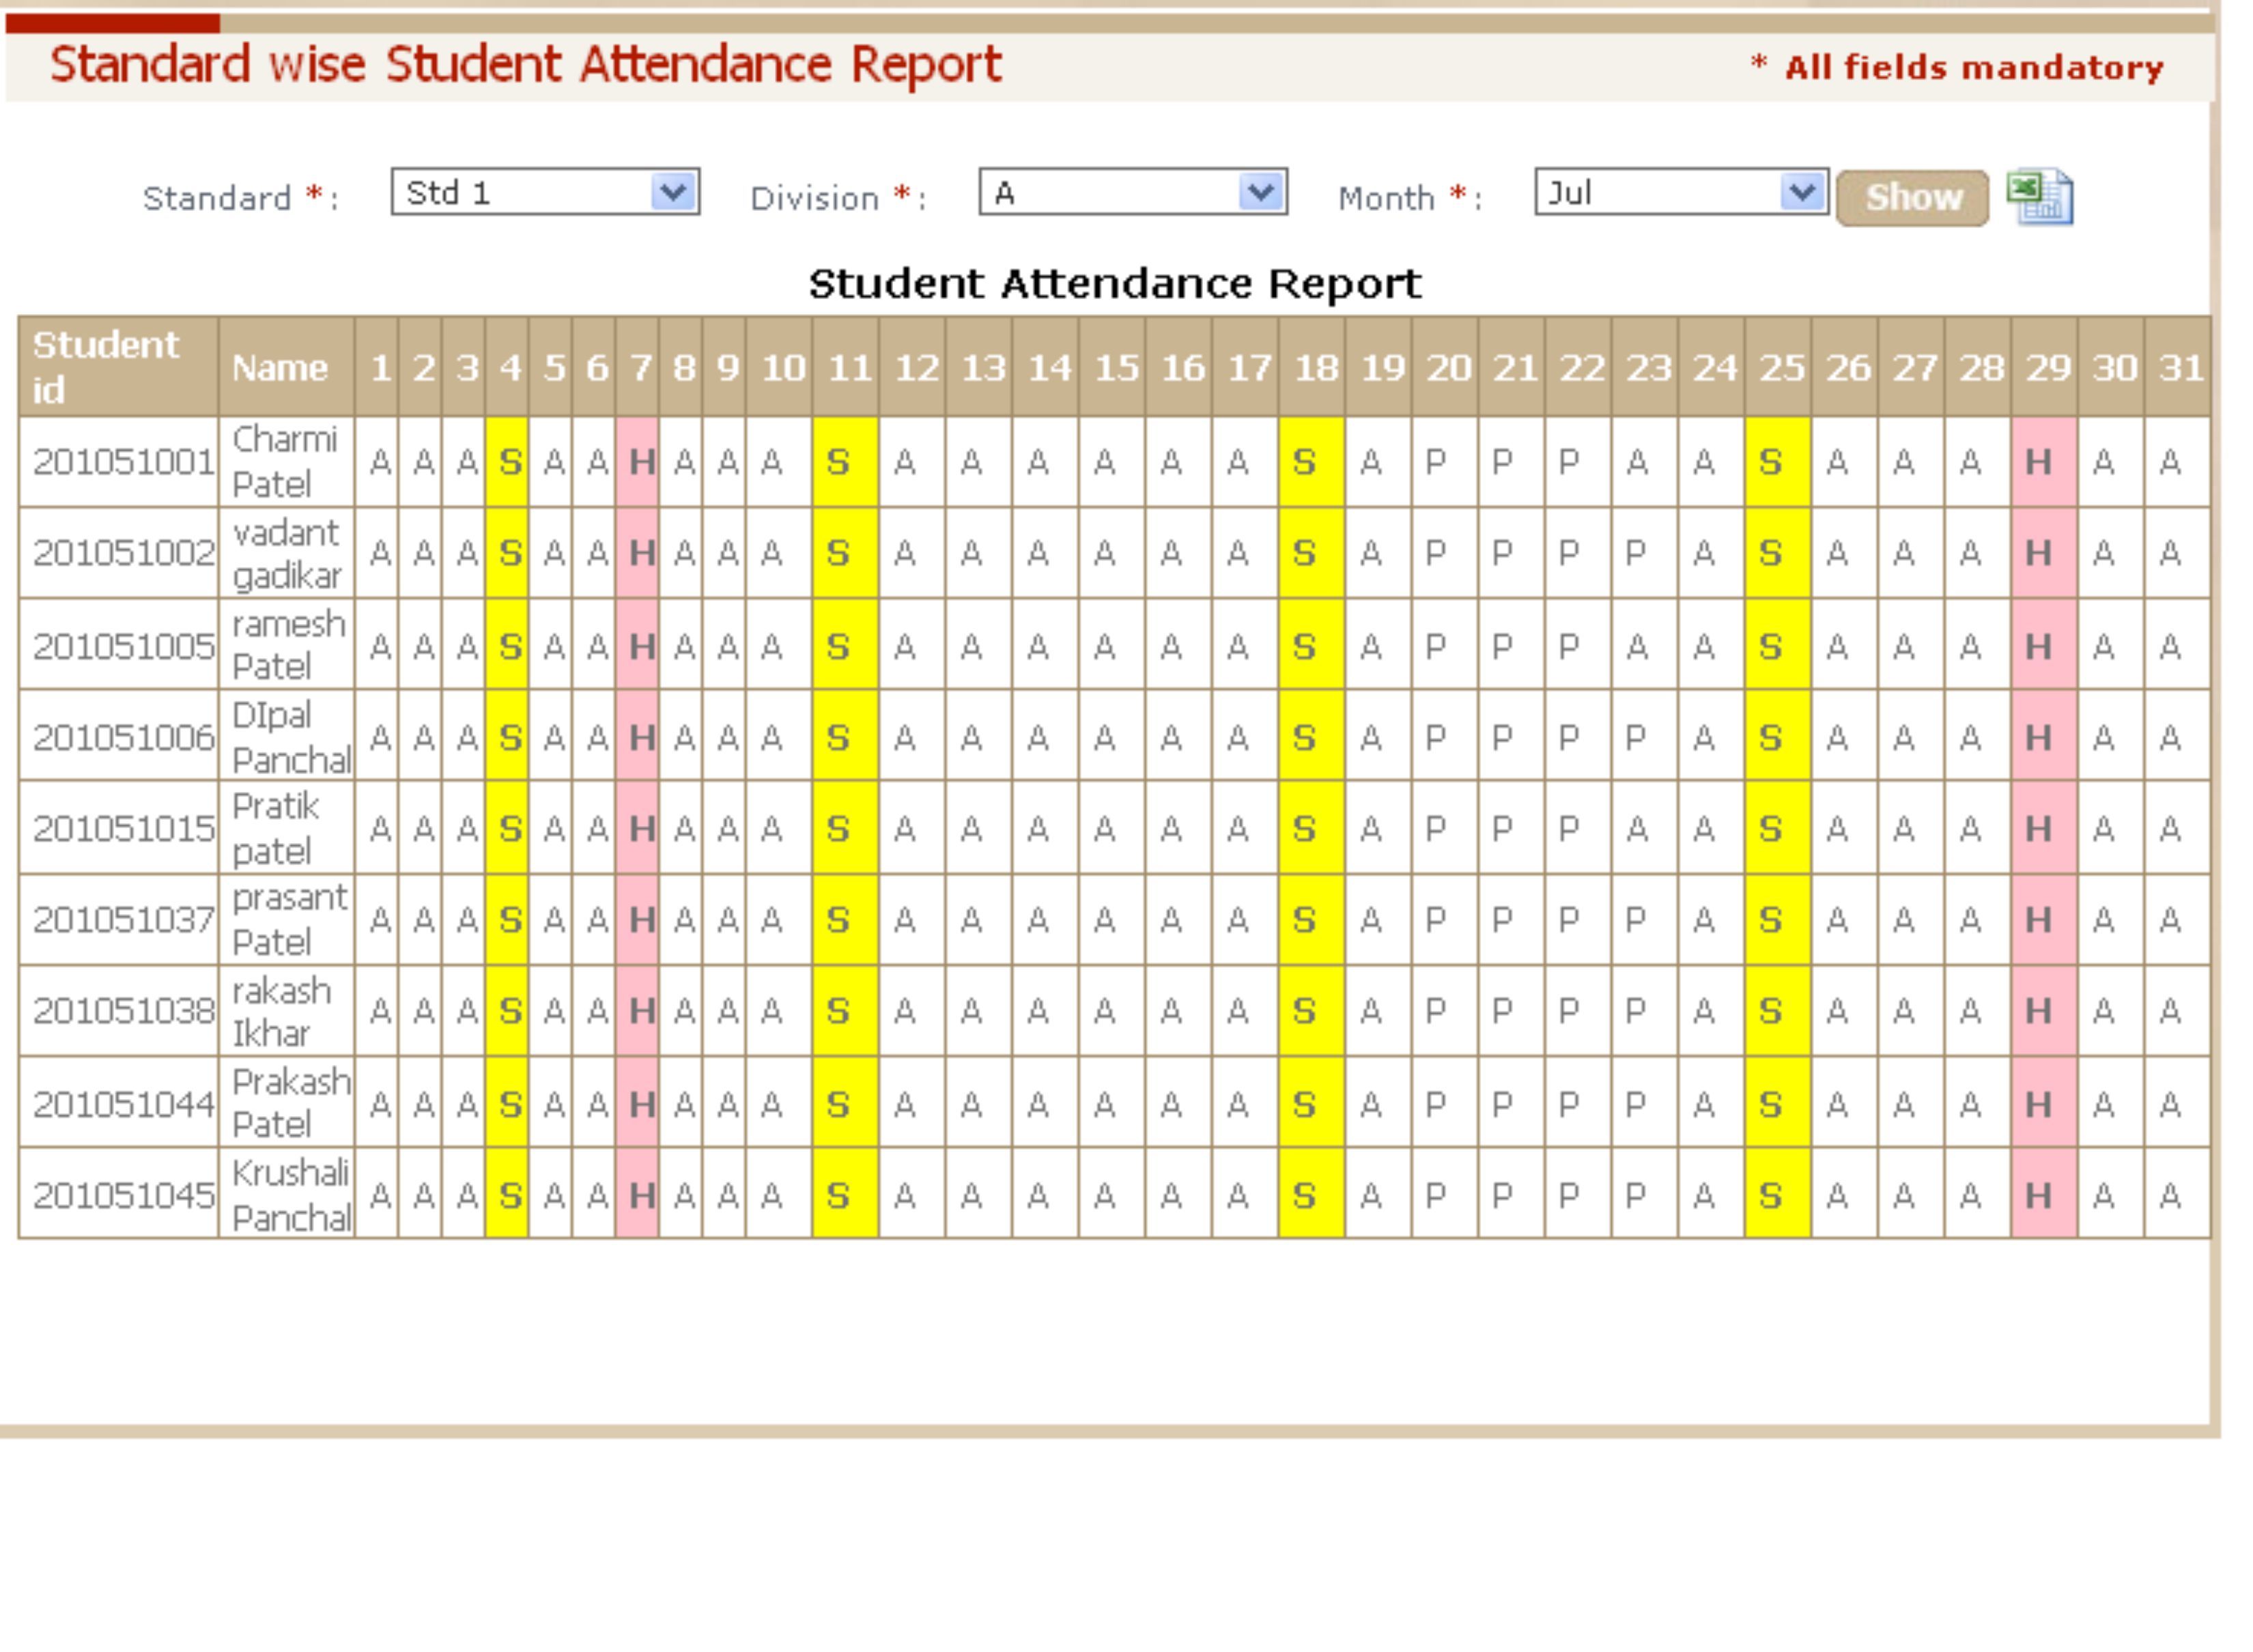 Standard wise Student Attendance Report * All fields mandatory
Standard * : Std 1 Division * : A Month * : Jul Show
Student Attendance Report
Student id Name 1 2 3 4 5 6 7 8 9 10 11 12 13 14 15 16 17 18 19 20 21 22 23 24 25 26 27 28 29 30 31
201051001 Charmi Patel A A A S A A H A A A S A A A A A A S A P P P A A S A A A H A A
201051002 vadant gadikar A A A S A A H A A A S A A A A A A S A P P P P A S A A A H A A
201051005 ramesh Patel A A A S A A H A A A S A A A A A A S A P P P A A S A A A H A A
201051006 DIpal Panchal A A A S A A H A A A S A A A A A A S A P P P P A S A A A H A A
201051015 Pratik patel A A A S A A H A A A S A A A A A A S A P P P A A S A A A H A A
201051037 prasant Patel A A A S A A H A A A S A A A A A A S A P P P P A S A A A H A A
201051038 rakash Ikhar A A A S A A H A A A S A A A A A A S A P P P P A S A A A H A A
201051044 Prakash Patel A A A S A A H A A A S A A A A A A S A P P P P A S A A A H A A
201051045 Krushali Panchal A A A S A A H A A A S A A A A A A S A P P P P A S A A A H A A